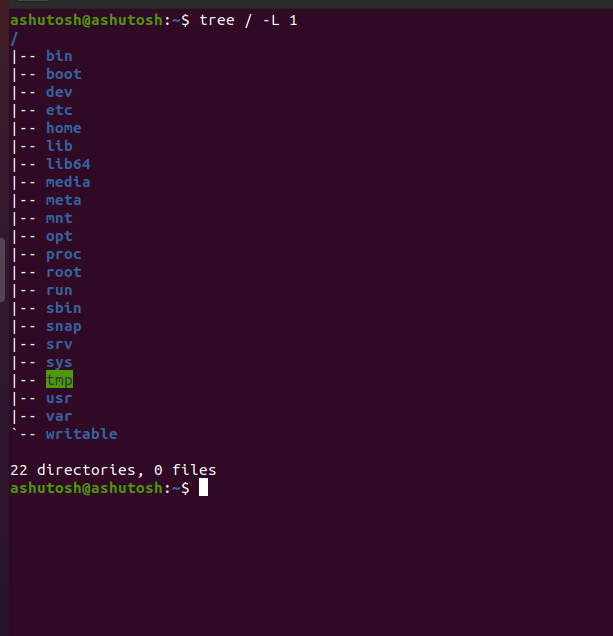 ashutosh@ashutosh:~$ tree / -L 1
/
|-- bin
|-- boot
|-- dev
|-- etc
|-- home
|-- lib
|-- lib64
|-- media
|-- meta
|-- mnt
|-- opt
|-- proc
|-- root
|-- run
|-- sbin
|-- snap
|-- srv
|-- sys
|-- tmp
|-- usr
|-- var
`-- writable
22 directories, 0 files
ashutosh@ashutosh:~$